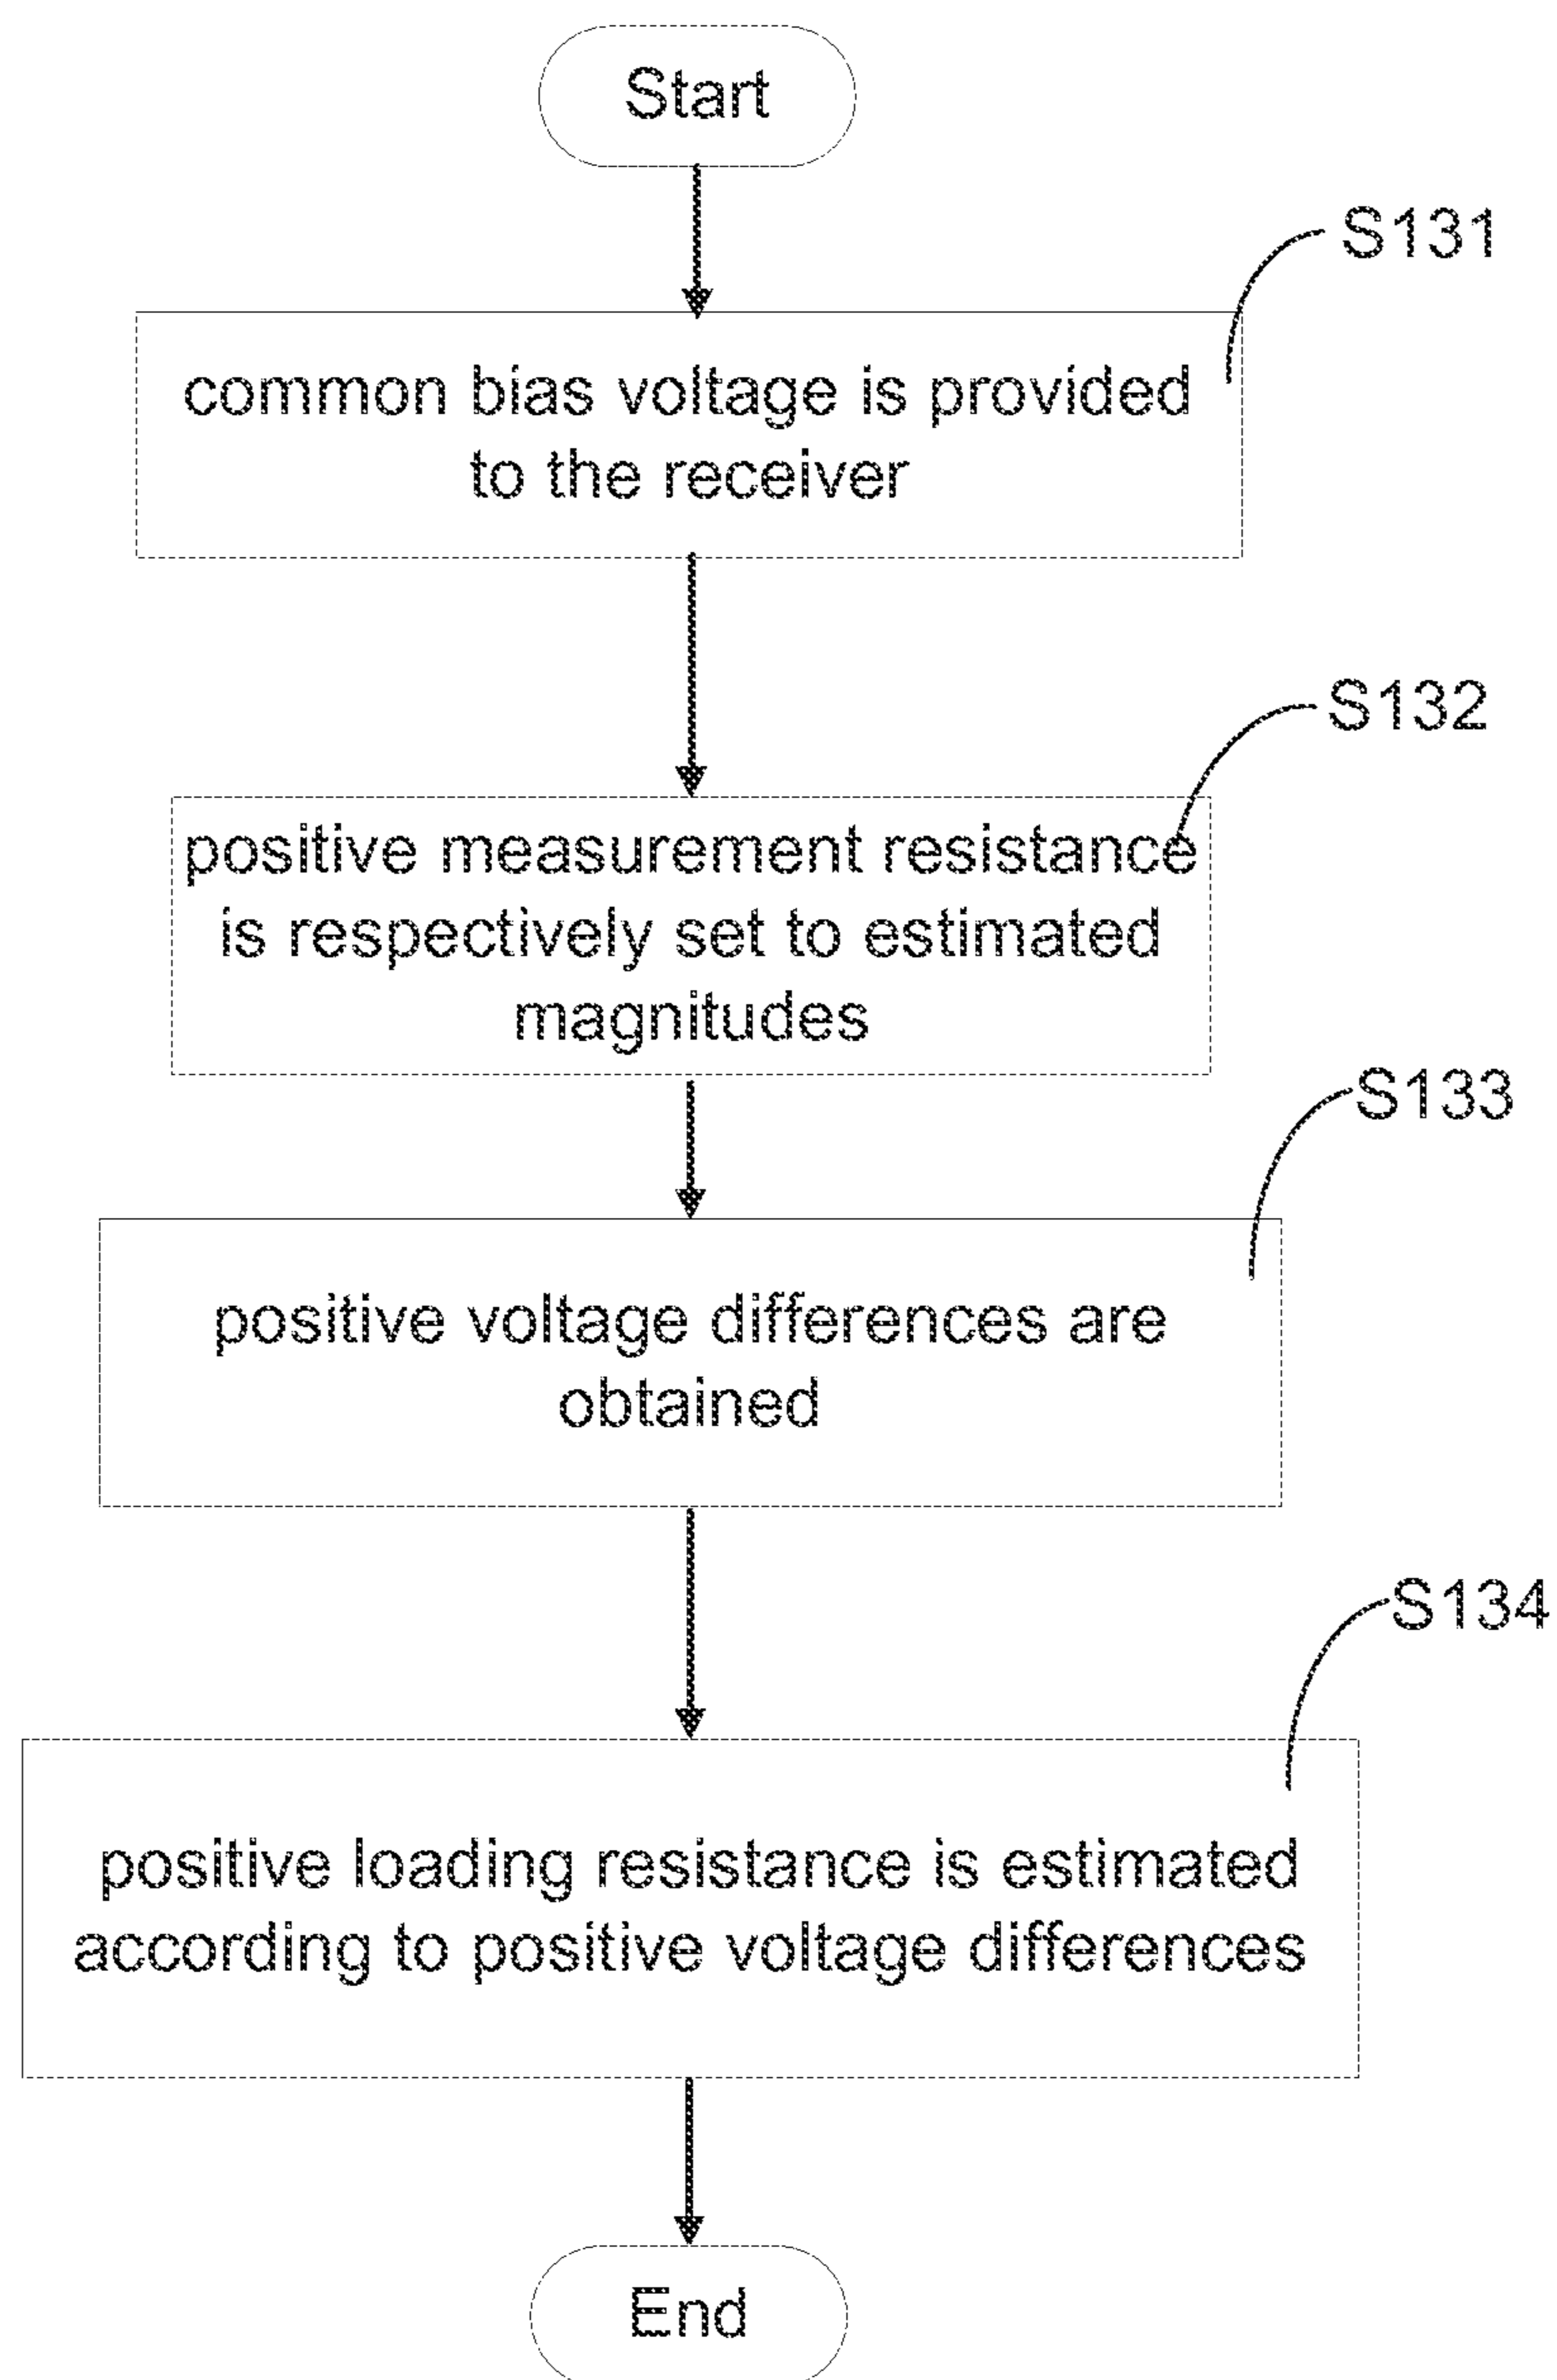 Start
S131
common bias voltage is provided
to the receiver
S132
positive measurement resistance
is respectively set to estimated
magnitudes
S133
positive voltage differences are
obtained
S134
positive loading resistance is estimated
according to positive voltage differences
End